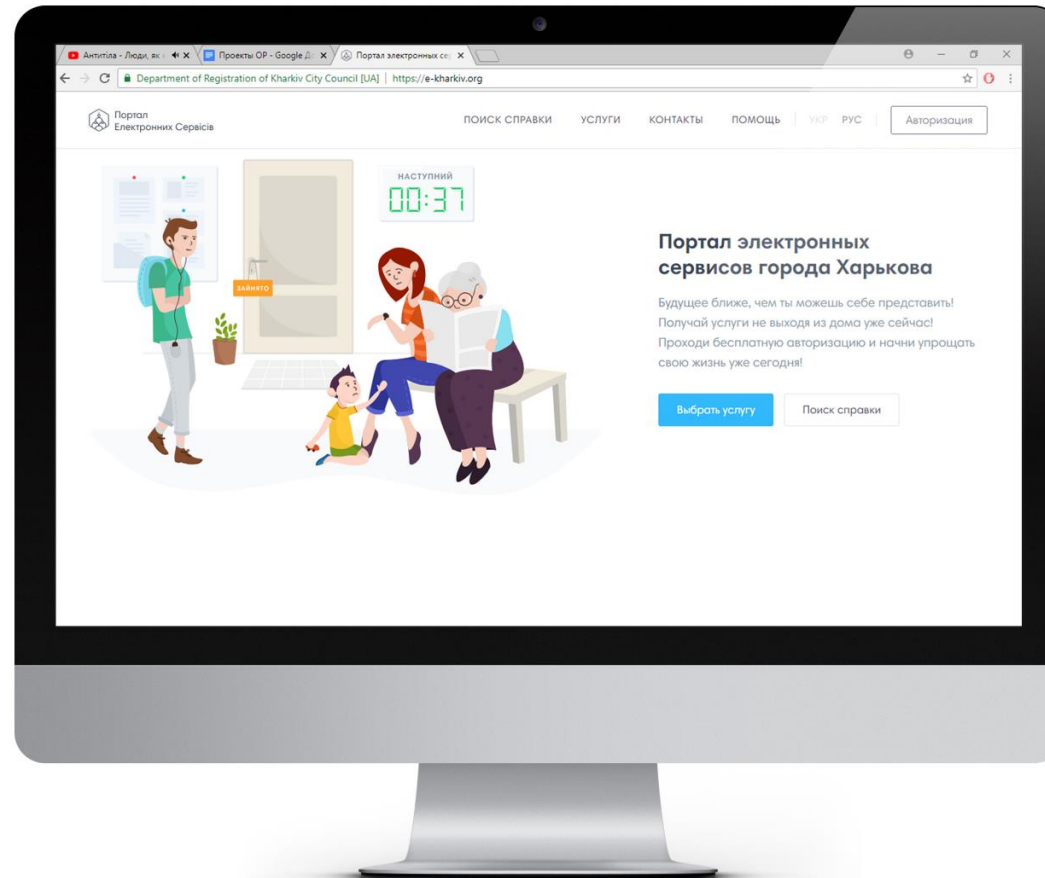 Антитіла - Люди, як
Проекты ОР - Google Д
Портал электронных се
Department of Registration of Kharkiv City Council [UA] | https://e-kharkiv.org
Портал
Електронних Сервісів
ПОИСК СПРАВКИ
УСЛУГИ
КОНТАКТЫ
ПОМОЩЬ
УКР
РУС
Авторизация
НАСТУПНИЙ
00:37
ЗАЙНЯТО
Портал электронных
сервисов города Харькова
Будущее ближе, чем ты можешь себе представить!
Получай услуги не выходя из дома уже сейчас!
Проходи бесплатную авторизацию и начни упрощать
свою жизнь уже сегодня!
Выбрать услугу
Поиск справки